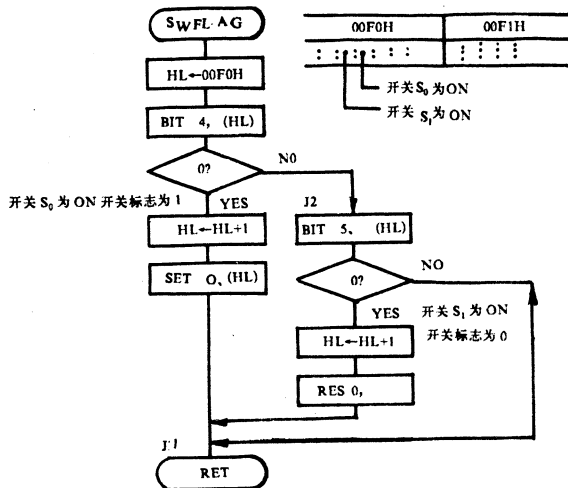 SWFLAG
00F0H
00F1H
HL←00F0H
开关S₀为ON
开关S₁为ON
BIT 4, (HL)
0?
NO
开关S₀为ON开关标志为1
YES
J2
HL←HL+1
BIT 5、 (HL)
SET 0、(HL)
0?
NO
YES
开关S₁为ON
开关标志为0
HL←HL+1
RES 0,
J1
RET